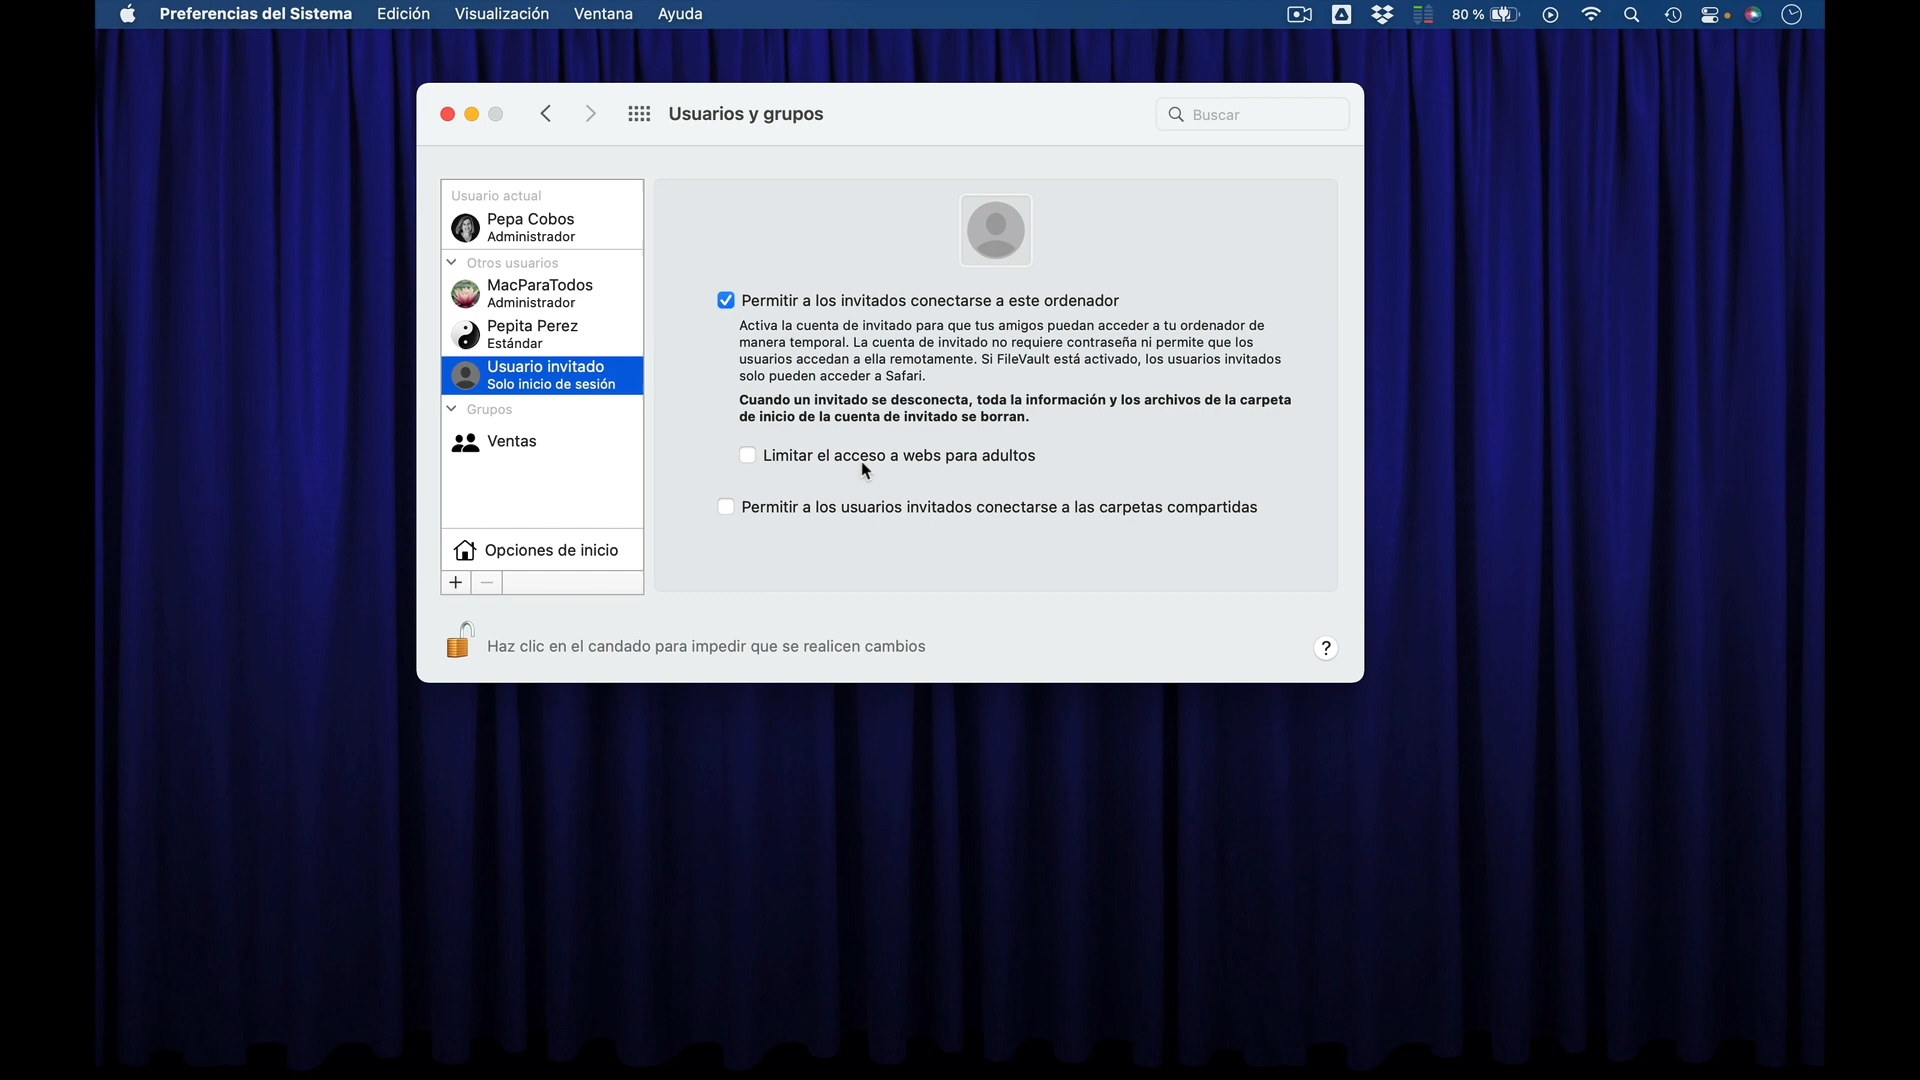 Preferencias del Sistema Edición Visualización Ventana Ayuda 80 %
Usuarios y grupos
Buscar
Usuario actual
Pepa Cobos
Administrador
Otros usuarios
MacParaTodos
Administrador
Pepita Perez
Estándar
Usuario invitado
Solo inicio de sesión
Grupos
Ventas
Opciones de inicio
+ −
Permitir a los invitados conectarse a este ordenador
Activa la cuenta de invitado para que tus amigos puedan acceder a tu ordenador de
manera temporal. La cuenta de invitado no requiere contraseña ni permite que los
usuarios accedan a ella remotamente. Si FileVault está activado, los usuarios invitados
solo pueden acceder a Safari.
Cuando un invitado se desconecta, toda la información y los archivos de la carpeta
de inicio de la cuenta de invitado se borran.
Limitar el acceso a webs para adultos
Permitir a los usuarios invitados conectarse a las carpetas compartidas
Haz clic en el candado para impedir que se realicen cambios
?